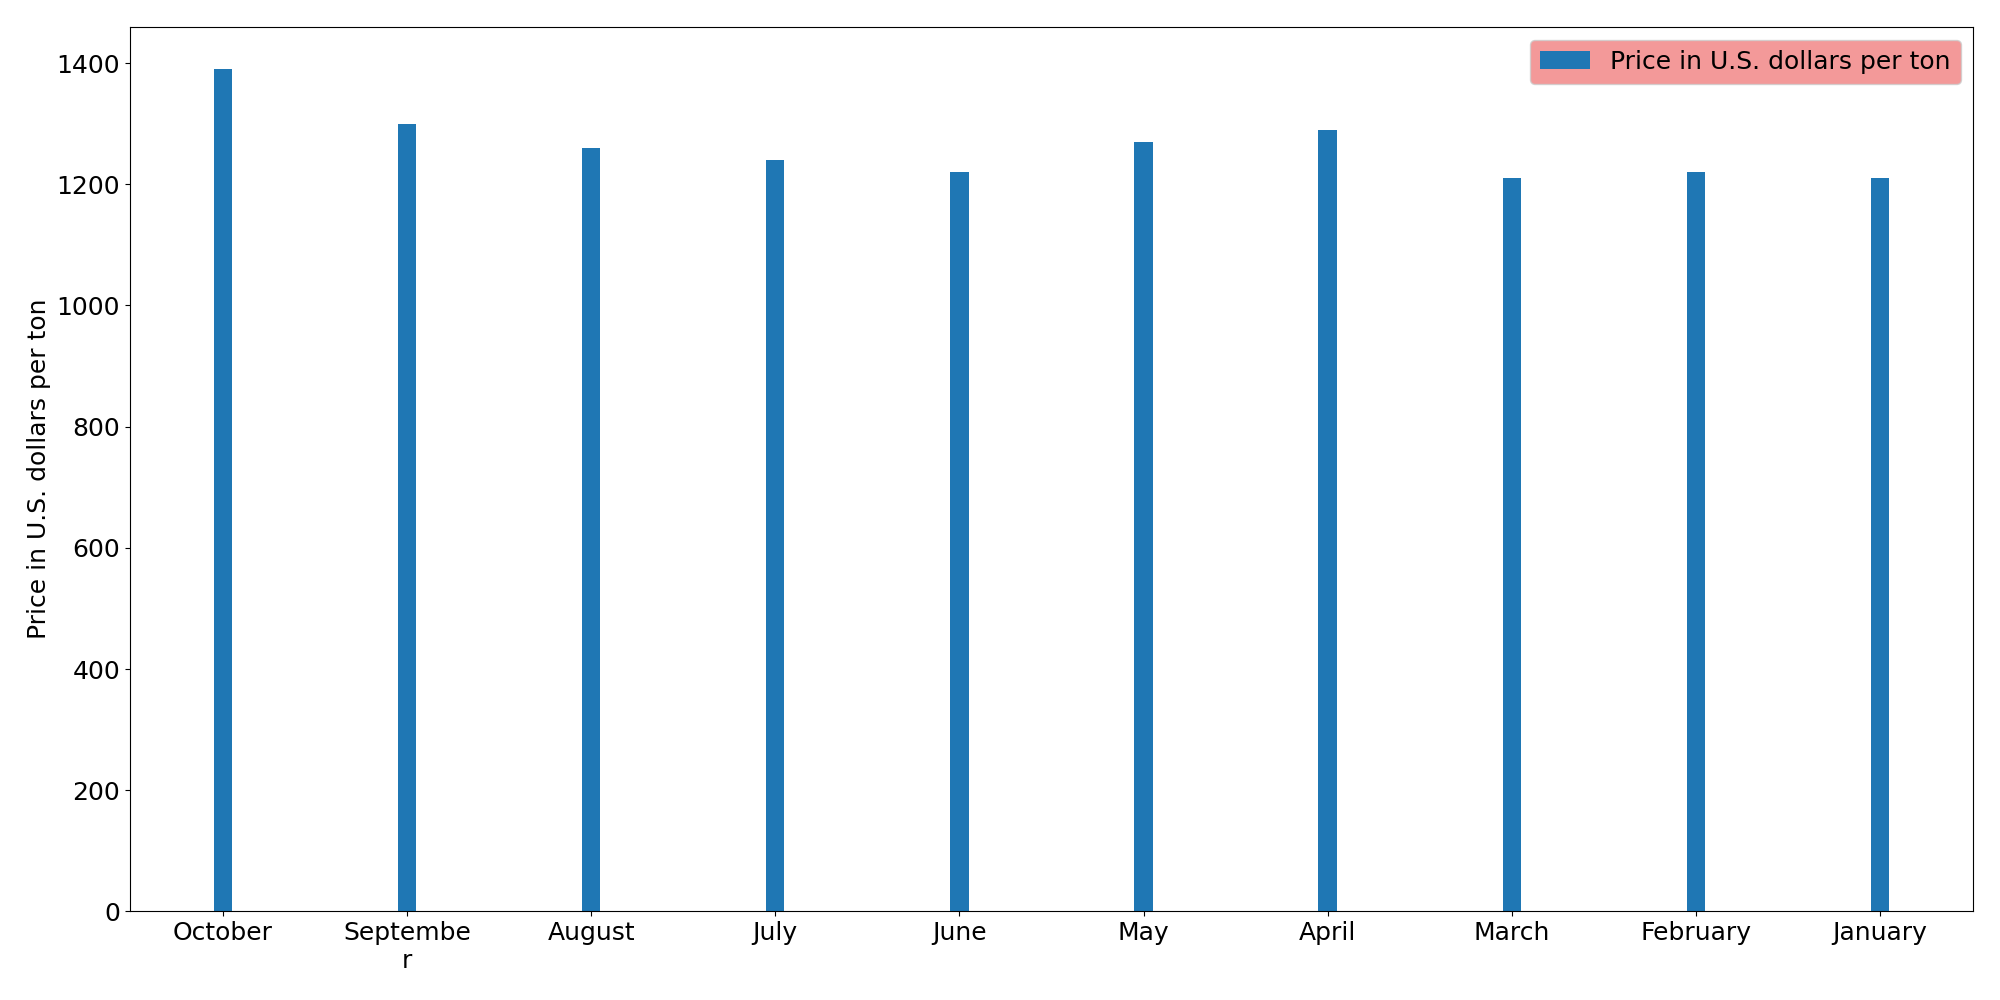 Price in U.S. dollars per ton
1400
1200
1000
800
600
400
200
0
Price in U.S. dollars per ton
October
Septembe
r
August
July
June
May
April
March
February
January